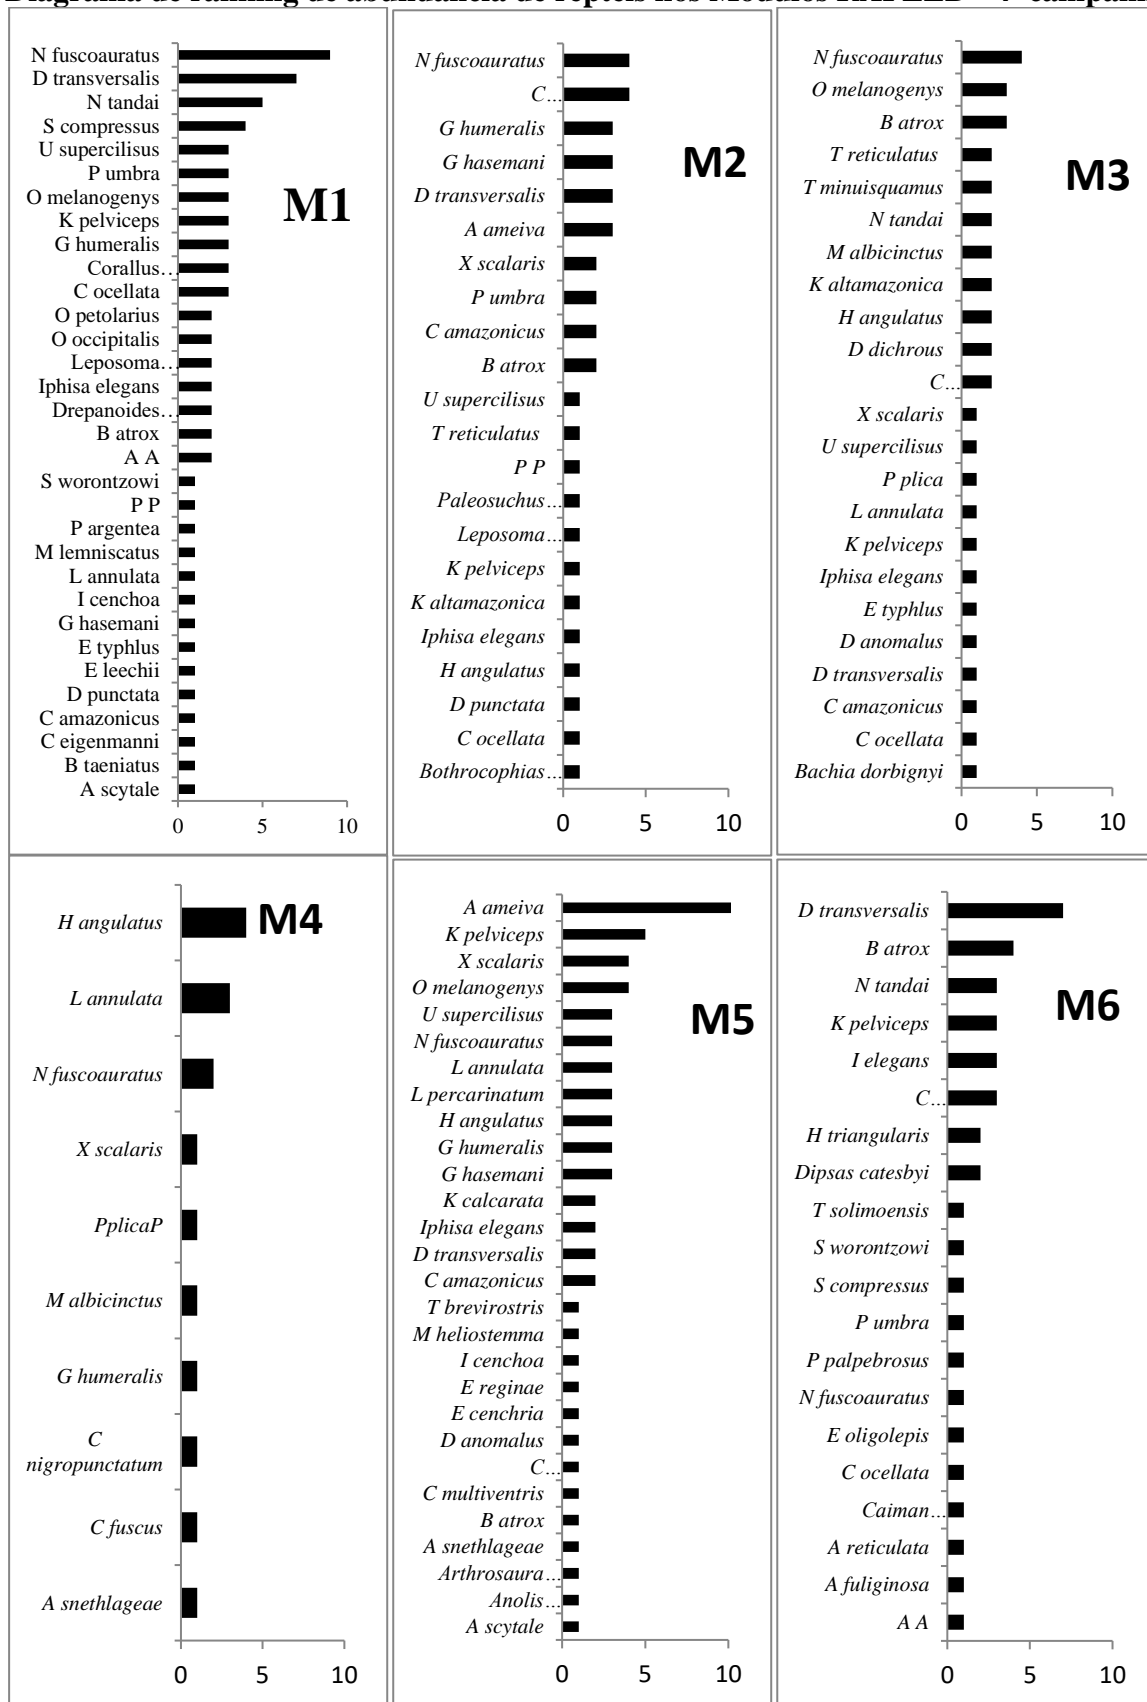 Diagrama de ranking de abundância de répteis nos Módulos
N fuscoauratus
D transversalis
N tandai
S compressus
U supercilisus
P umbra
O melanogenys
K pelviceps
G humeralis
Corallus…
C ocellata
O petolarius
O occipitalis
Leposoma…
Iphisa elegans
Drepanoides…
B atrox
A A
S worontzowi
P P
P argentea
M lemniscatus
L annulata
I cenchoa
G hasemani
E typhlus
E leechii
D punctata
C amazonicus
C eigenmanni
B taeniatus
A scytale
M1
0 5 10
N fuscoauratus
C…
G humeralis
G hasemani
D transversalis
A ameiva
X scalaris
P umbra
C amazonicus
B atrox
U supercilisus
T reticulatus
P P
Paleosuchus…
Leposoma…
K pelviceps
K altamazonica
Iphisa elegans
H angulatus
D punctata
C ocellata
Bothrocophias…
M2
0 5 10
N fuscoauratus
O melanogenys
B atrox
T reticulatus
T minuisquamus
N tandai
M albicinctus
K altamazonica
H angulatus
D dichrous
C…
X scalaris
U supercilisus
P plica
L annulata
K pelviceps
Iphisa elegans
E typhlus
D anomalus
D transversalis
C amazonicus
C ocellata
Bachia dorbignyi
M3
0 5 10
H angulatus
L annulata
N fuscoauratus
X scalaris
PplicaP
M albicinctus
G humeralis
C
nigropunctatum
C fuscus
A snethlageae
M4
0 5 10
A ameiva
K pelviceps
X scalaris
O melanogenys
U supercilisus
N fuscoauratus
L annulata
L percarinatum
H angulatus
G humeralis
G hasemani
K calcarata
Iphisa elegans
D transversalis
C amazonicus
T brevirostris
M heliostemma
I cenchoa
E reginae
E cenchria
D anomalus
C…
C multiventris
B atrox
A snethlageae
Arthrosaura…
Anolis…
A scytale
M5
0 5 10
D transversalis
B atrox
N tandai
K pelviceps
I elegans
C…
H triangularis
Dipsas catesbyi
T solimoensis
S worontzowi
S compressus
P umbra
P palpebrosus
N fuscoauratus
E oligolepis
C ocellata
Caiman…
A reticulata
A fuliginosa
A A
M6
0 5 10